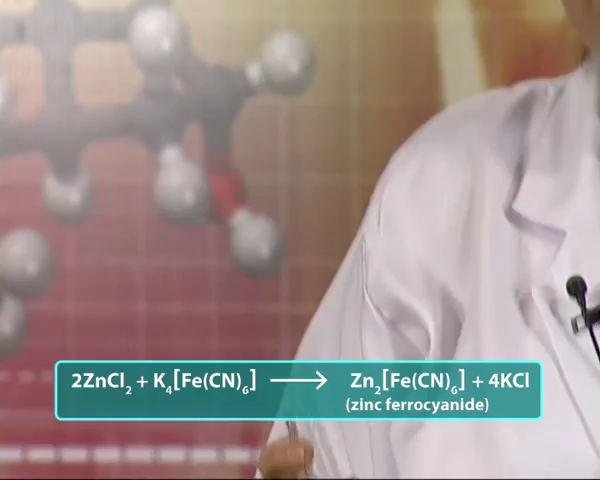 2ZnCl₂ + K₄[Fe(CN)₆] ⟶ Zn₂[Fe(CN)₆] + 4KCl
(zinc ferrocyanide)